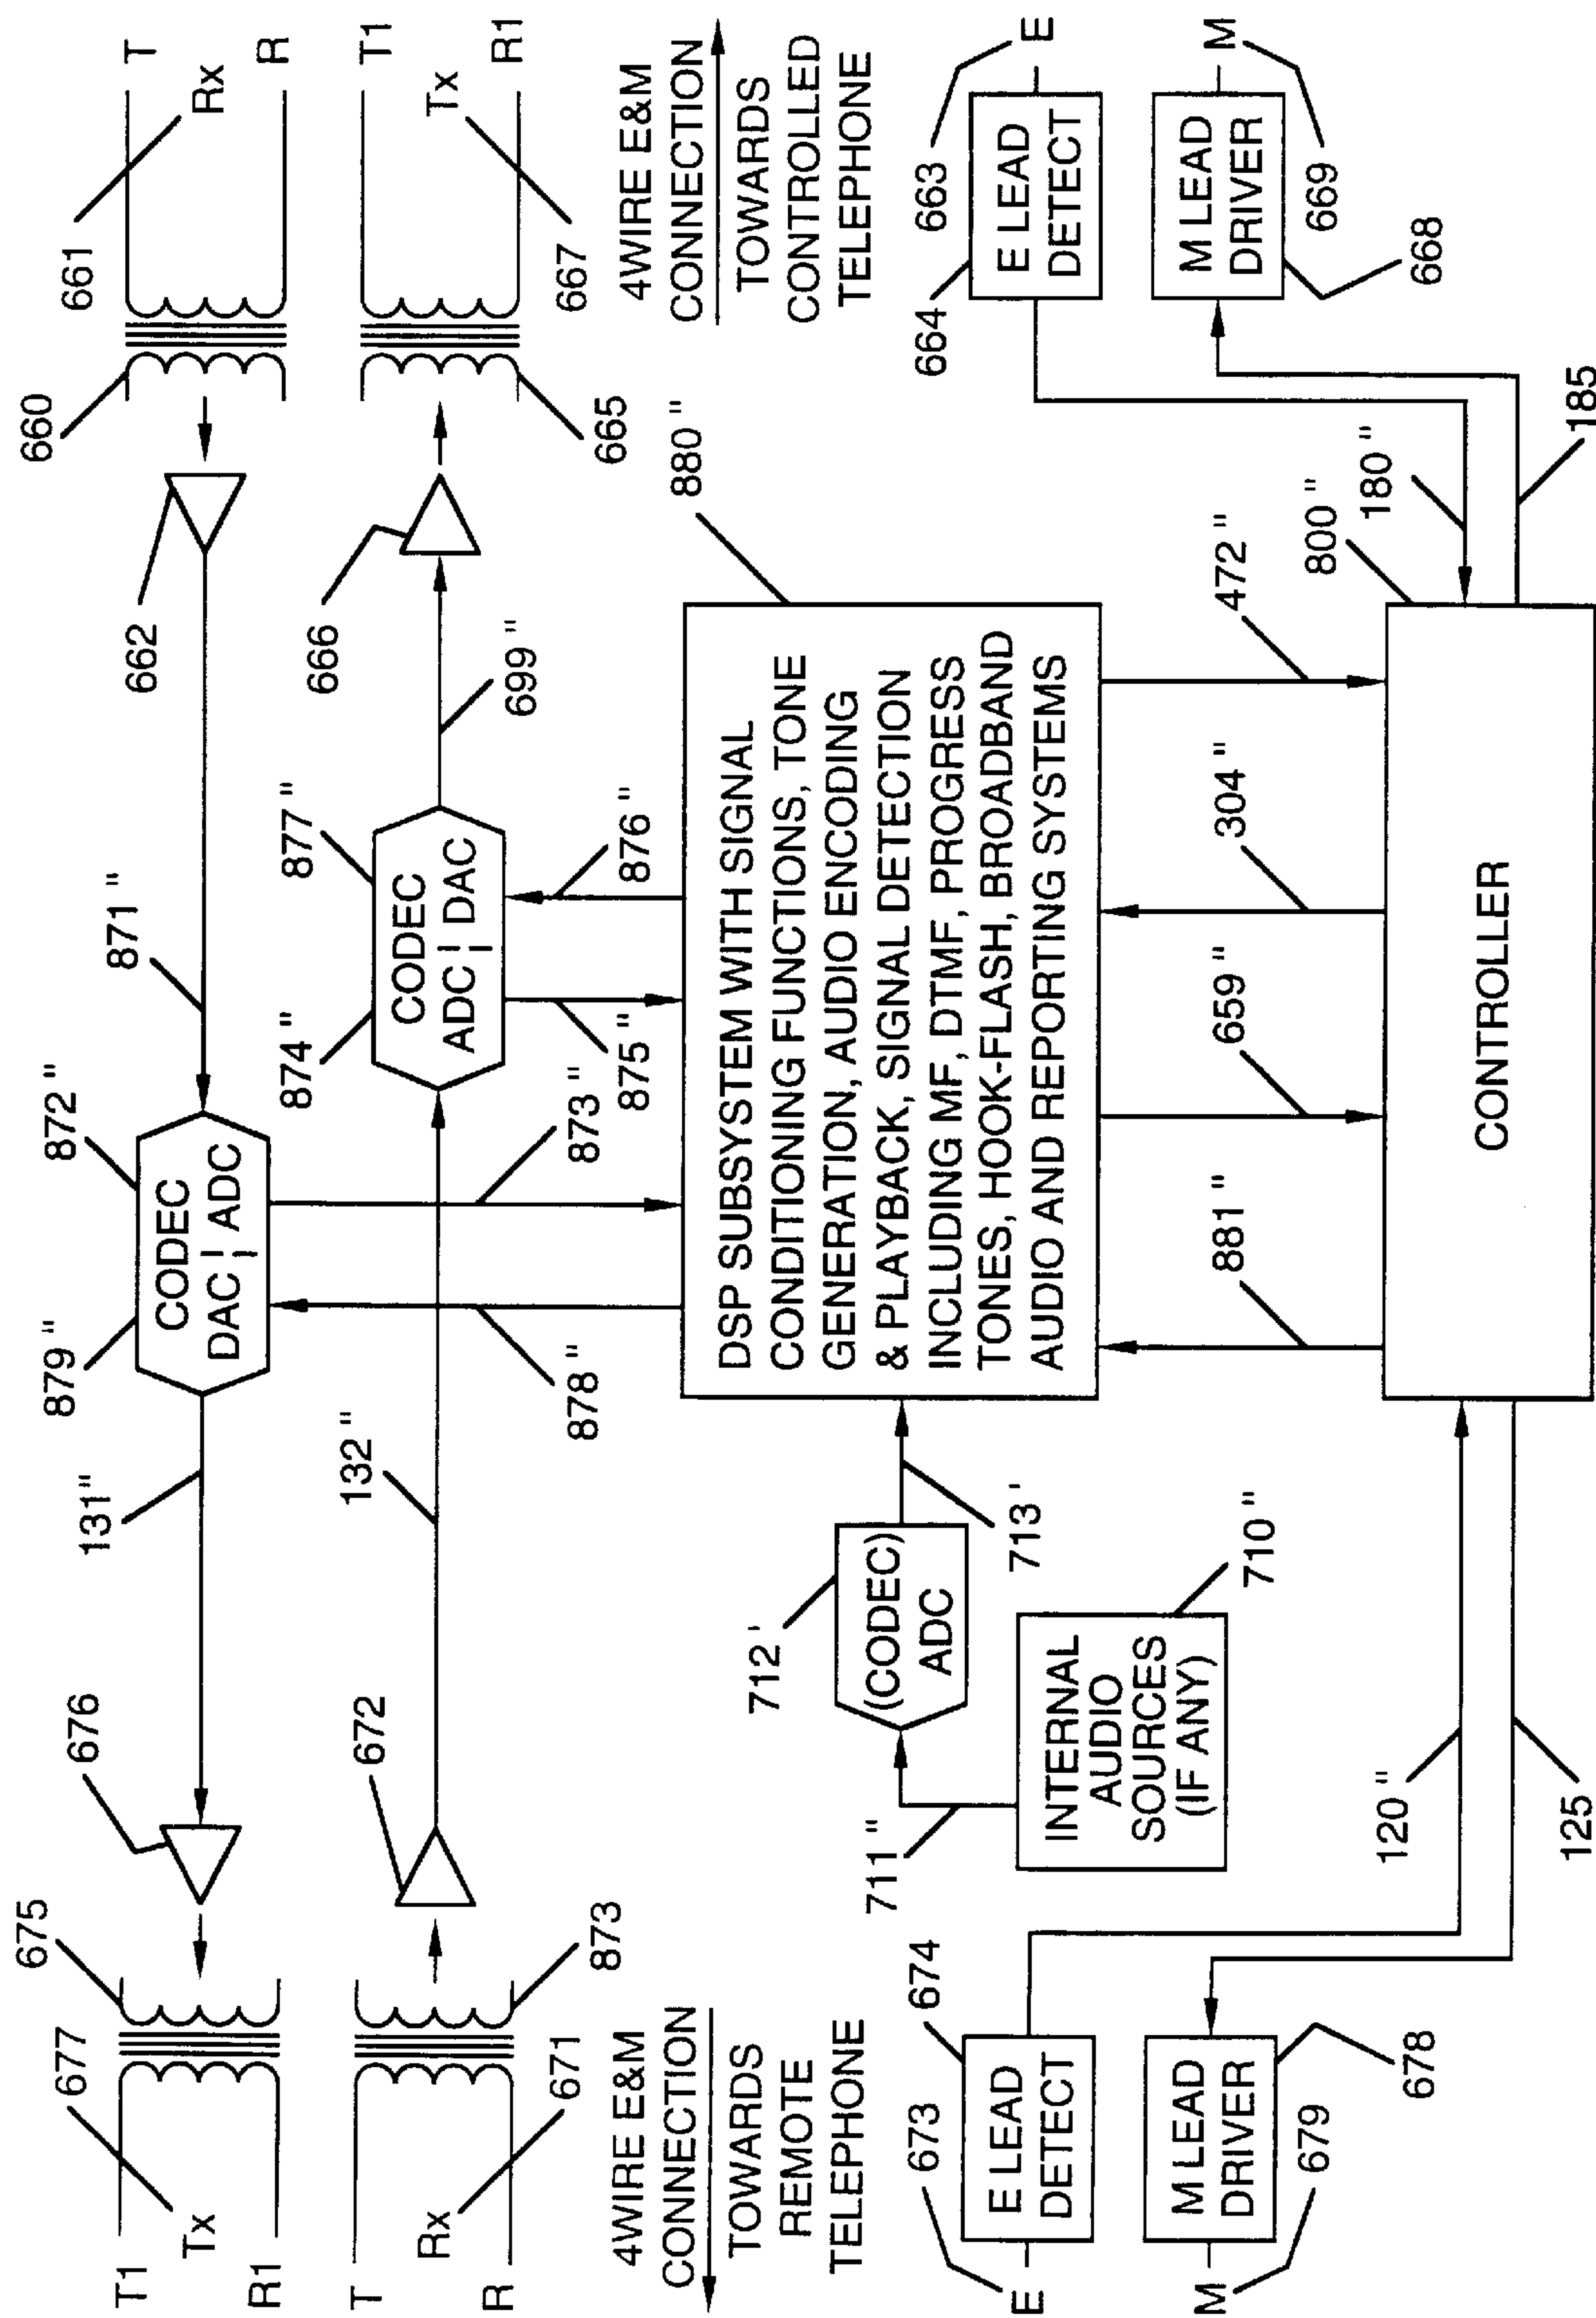 T1
Tx
R1
677
675
676
131"
879"
872"
CODEC
DAC ADC
871"
662
660
661
T
Rx
R
T
Rx
R
671
873
672
132"
878"
873"
874"
877"
CODEC
ADC DAC
875"
876"
699"
666
665
667
T1
Tx
R1
4WIRE E&M
CONNECTION
TOWARDS
REMOTE
TELEPHONE
712'
(CODEC)
ADC
713'
711"
INTERNAL
AUDIO
SOURCES
(IF ANY)
710"
880"
DSP SUBSYSTEM WITH SIGNAL
CONDITIONING FUNCTIONS, TONE
GENERATION, AUDIO ENCODING
& PLAYBACK, SIGNAL DETECTION
INCLUDING MF, DTMF, PROGRESS
TONES, HOOK-FLASH, BROADBAND
AUDIO AND REPORTING SYSTEMS
4WIRE E&M
CONNECTION
TOWARDS
CONTROLLED
TELEPHONE
E
673
674
E LEAD
DETECT
M
679
M LEAD
DRIVER
678
120"
125
881"
659"
304"
472"
CONTROLLER
800"
180"
185
664
663
E LEAD
DETECT
E
M LEAD
DRIVER
668
669
M